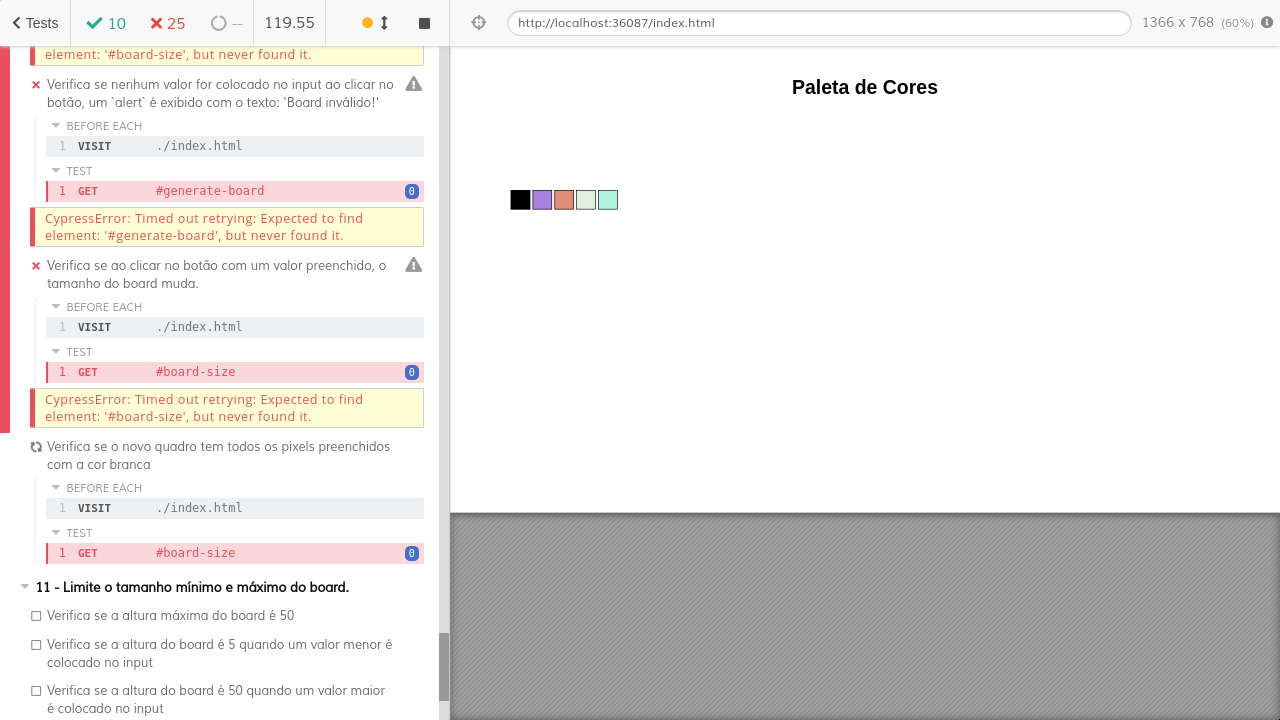 Tests 10 25 -- 119.55
http://localhost:36087/index.html 1366 x 768 (60%)
element: '#board-size', but never found it.
Verifica se nenhum valor for colocado no input ao clicar no
botão, um `alert` é exibido com o texto: 'Board inválido!'
BEFORE EACH
1 VISIT ./index.html
TEST
1 GET #generate-board 0
CypressError: Timed out retrying: Expected to find
element: '#generate-board', but never found it.
Verifica se ao clicar no botão com um valor preenchido, o
tamanho do board muda.
BEFORE EACH
1 VISIT ./index.html
TEST
1 GET #board-size 0
CypressError: Timed out retrying: Expected to find
element: '#board-size', but never found it.
Verifica se o novo quadro tem todos os pixels preenchidos
com a cor branca
BEFORE EACH
1 VISIT ./index.html
TEST
1 GET #board-size 0
11 - Limite o tamanho mínimo e máximo do board.
Verifica se a altura máxima do board é 50
Verifica se a altura do board é 5 quando um valor menor é
colocado no input
Verifica se a altura do board é 50 quando um valor maior
é colocado no input
Paleta de Cores